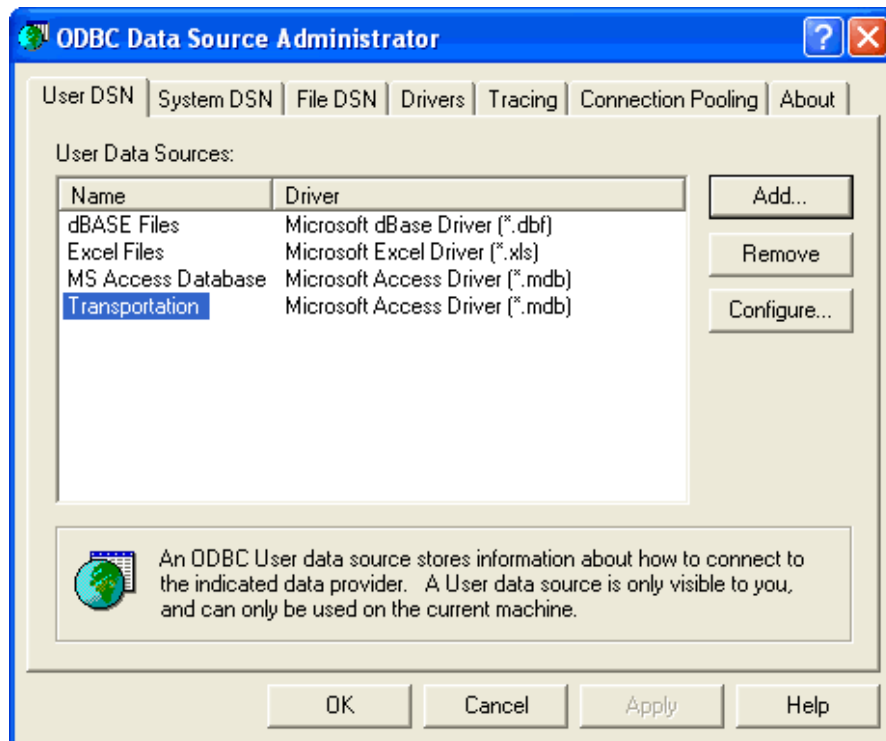 ODBC Data Source Administrator
User DSN System DSN File DSN Drivers Tracing Connection Pooling About
User Data Sources:
Name Driver
dBASE Files Microsoft dBase Driver (*.dbf)
Excel Files Microsoft Excel Driver (*.xls)
MS Access Database Microsoft Access Driver (*.mdb)
Transportation Microsoft Access Driver (*.mdb)
Add...
Remove
Configure...
An ODBC User data source stores information about how to connect to
the indicated data provider. A User data source is only visible to you,
and can only be used on the current machine.
OK Cancel Apply Help